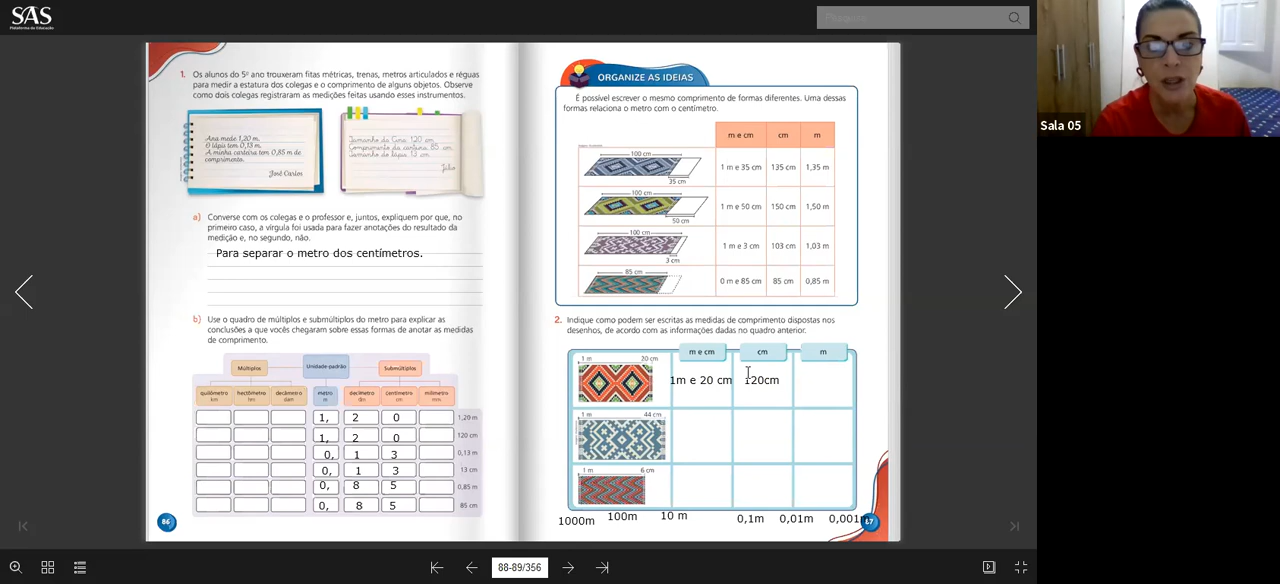 SAS
Plataforma de Educação
Pesquisar
Sala 05
1. Os alunos do 5º ano trouxeram fitas métricas, trenas, metros articulados e réguas
para medir a estatura dos colegas e o comprimento de alguns objetos. Observe
como dois colegas registraram as medições feitas usando esses instrumentos.
Ana mede 1,20 m.
O lápis tem 0,13 m.
A minha carteira tem 0,85 m de
comprimento.
José Carlos
Tamanho da Ana: 120 cm
Comprimento da carteira: 85 cm
Tamanho do lápis: 13 cm
Júlio
a) Converse com os colegas e o professor e, juntos, expliquem por que, no
primeiro caso, a vírgula foi usada para fazer anotações do resultado da
medição e, no segundo, não.
Para separar o metro dos centímetros.
b) Use o quadro de múltiplos e submúltiplos do metro para explicar as
conclusões a que vocês chegaram sobre essas formas de anotar as medidas
de comprimento.
Múltiplos Unidade-padrão Submúltiplos
quilômetro hectômetro decâmetro metro decímetro centímetro milímetro
km hm dam m dm cm mm
1, 2 0 1,20 m
1, 2 0 120 cm
0, 1 3 0,13 m
0, 1 3 13 cm
0, 8 5 0,85 m
0, 8 5 85 cm
86
ORGANIZE AS IDEIAS
É possível escrever o mesmo comprimento de formas diferentes. Uma dessas
formas relaciona o metro com o centímetro.
m e cm cm m
100 cm
35 cm
1 m e 35 cm 135 cm 1,35 m
100 cm
50 cm
1 m e 50 cm 150 cm 1,50 m
100 cm
3 cm
1 m e 3 cm 103 cm 1,03 m
85 cm
0 m e 85 cm 85 cm 0,85 m
2. Indique como podem ser escritas as medidas de comprimento dispostas nos
desenhos, de acordo com as informações dadas no quadro anterior.
m e cm cm m
1 m 20 cm
1m e 20 cm 120cm
1 m 44 cm
1 m 6 cm
1000m 100m 10 m 0,1m 0,01m 0,001
87
88-89/356